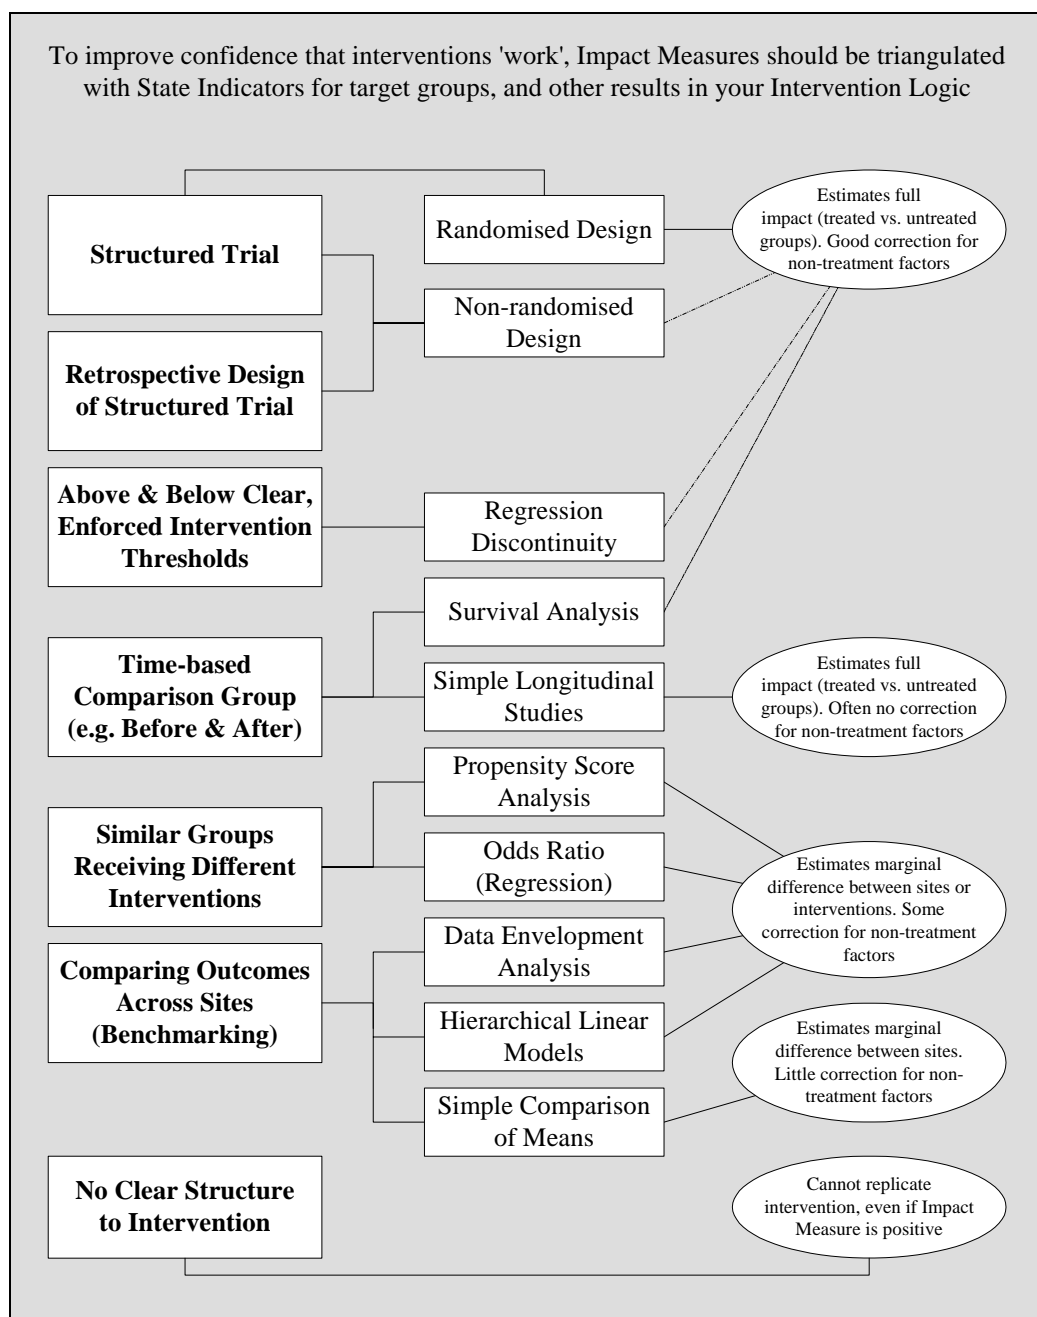 To improve confidence that interventions 'work', Impact Measures should be triangulated
with State Indicators for target groups, and other results in your Intervention Logic
Structured Trial
Randomised Design
Estimates full
impact (treated vs. untreated
groups). Good correction for
non-treatment factors
Non-randomised
Design
Retrospective Design
of Structured Trial
Above & Below Clear,
Enforced Intervention
Thresholds
Regression
Discontinuity
Survival Analysis
Time-based
Comparison Group
(e.g. Before & After)
Simple Longitudinal
Studies
Estimates full
impact (treated vs. untreated
groups). Often no correction
for non-treatment factors
Propensity Score
Analysis
Similar Groups
Receiving Different
Interventions
Odds Ratio
(Regression)
Estimates marginal
difference between sites or
interventions. Some
correction for non-treatment
factors
Data Envelopment
Analysis
Comparing Outcomes
Across Sites
(Benchmarking)
Hierarchical Linear
Models
Estimates marginal
difference between sites.
Little correction for non-
treatment factors
Simple Comparison
of Means
No Clear Structure
to Intervention
Cannot replicate
intervention, even if Impact
Measure is positive